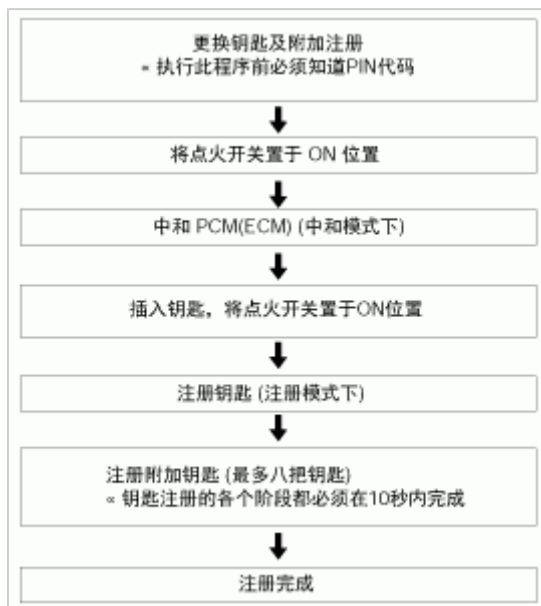 更换钥匙及附加注册
* 执行此程序前必须知道PIN代码
将点火开关置于 ON 位置
中和 PCM(ECM) (中和模式下)
插入钥匙，将点火开关置于ON位置
注册钥匙 (注册模式下)
注册附加钥匙 (最多八把钥匙)
* 钥匙注册的各个阶段都必须在10秒内完成
注册完成